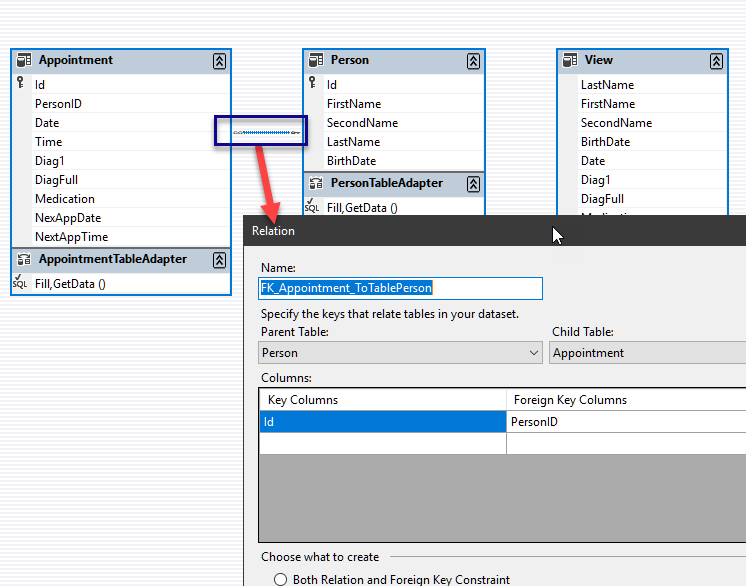 Appointment
Id
PersonID
Date
Time
Diag1
DiagFull
Medication
NexAppDate
NextAppTime
AppointmentTableAdapter
SQL Fill,GetData ()
Person
Id
FirstName
SecondName
LastName
BirthDate
PersonTableAdapter
SQL Fill,GetData ()
View
LastName
FirstName
SecondName
BirthDate
Date
Diag1
DiagFull
Relation
Name:
FK_Appointment_ToTablePerson
Specify the keys that relate tables in your dataset.
Parent Table: Child Table:
Person Appointment
Columns:
Key Columns Foreign Key Columns
Id PersonID
Choose what to create
Both Relation and Foreign Key Constraint